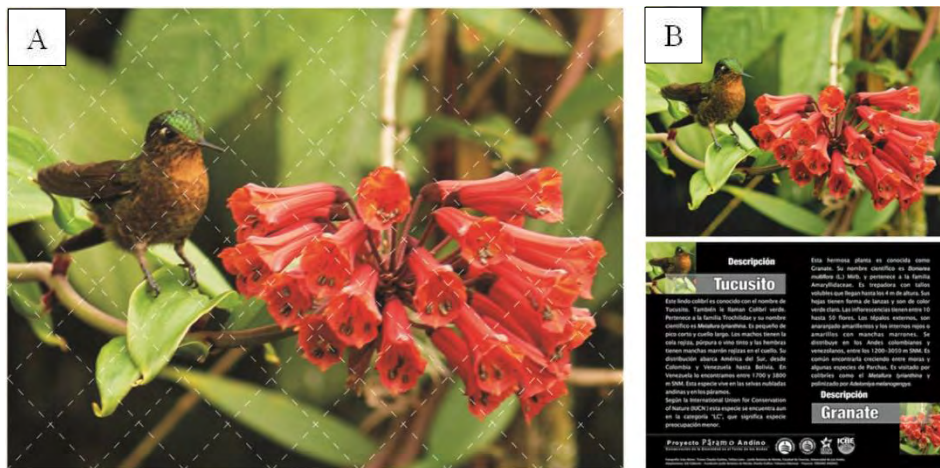 A
B
Descripción
Tucusito
Este lindo colibrí es conocido con el nombre de
Tucusito. También le llaman Colibrí verde.
Pertenece a la familia Trochilidae y su nombre
científico es Metallura tyrianthina. Es pequeño de
pico corto y cuello largo. Los machos tienen la
cola rojiza, púrpura o vino tinto y las hembras
tienen manchas marrón rojizas en el cuello. Su
distribución abarca América del Sur, desde
Colombia y Venezuela hasta Bolivia. En
Venezuela lo encontramos entre 1700 y 3800
m SNM. Esta especie vive en las selvas nubladas
andinas y en los páramos.
Según la International Union for Conservation
of Nature (IUCN) esta especie se encuentra aun
en la categoría "LC", que significa especie
preocupación menor.
Esta hermosa planta es conocida como
Granate. Su nombre científico es Bomarea
multiflora (L.) Mirb. y pertenece a la familia
Amaryllidaceae. Es trepadora con tallos
volubles que llegan hasta los 4 m de altura. Sus
hojas tienen forma de lanzas y son de color
verde claro. Las inflorescencias tienen entre 10
hasta 50 flores. Los tépalos externos, son
anaranjado amarillentos y los internos rojos o
amarillos con manchas marrones. Se
distribuye en los Andes colombianos y
venezolanos, entre los 1200-3053 m SNM. Es
común encontrarla creciendo entre moras y
algunas especies de Parchas. Es visitado por
colibríes como el Metallura tyrianthina y
polinizado por Adelomyia melanogenys.
Descripción
Granate
Proyecto Páramo Andino